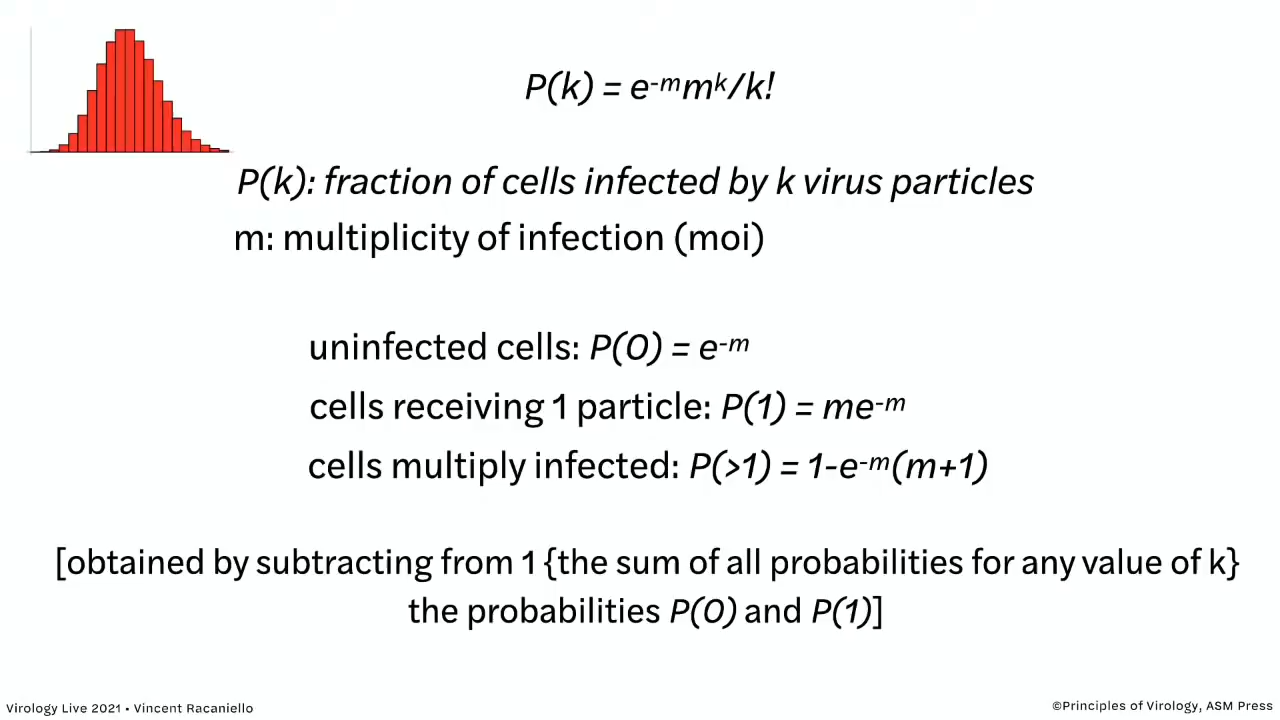 P(k) = e⁻ᵐmᵏ/k!
P(k): fraction of cells infected by k virus particles
m: multiplicity of infection (moi)
uninfected cells: P(0) = e⁻ᵐ
cells receiving 1 particle: P(1) = me⁻ᵐ
cells multiply infected: P(>1) = 1-e⁻ᵐ(m+1)
[obtained by subtracting from 1 {the sum of all probabilities for any value of k}
the probabilities P(0) and P(1)]
Virology Live 2021 • Vincent Racaniello
©Principles of Virology, ASM Press